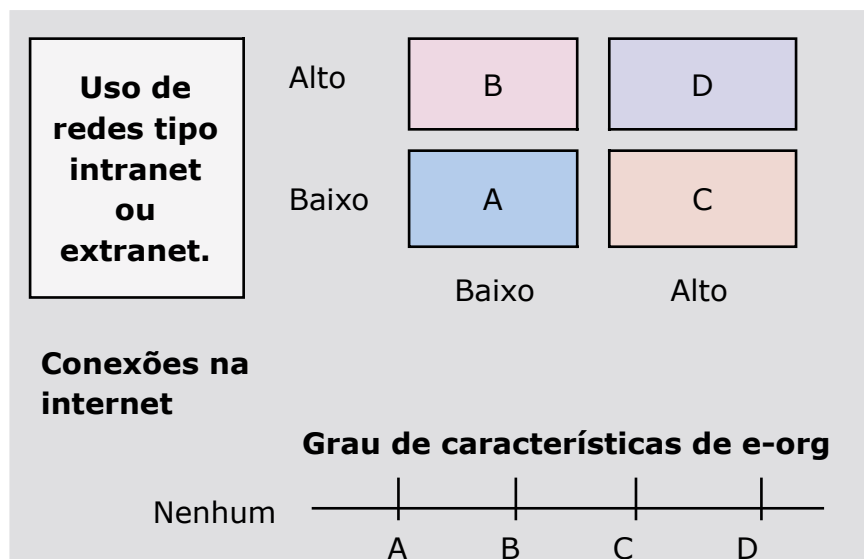 Uso de
redes tipo
intranet
ou
extranet.
Alto
B
D
Baixo
A
C
Baixo
Alto
Conexões na
internet
Grau de características de e-org
Nenhum
A
B
C
D